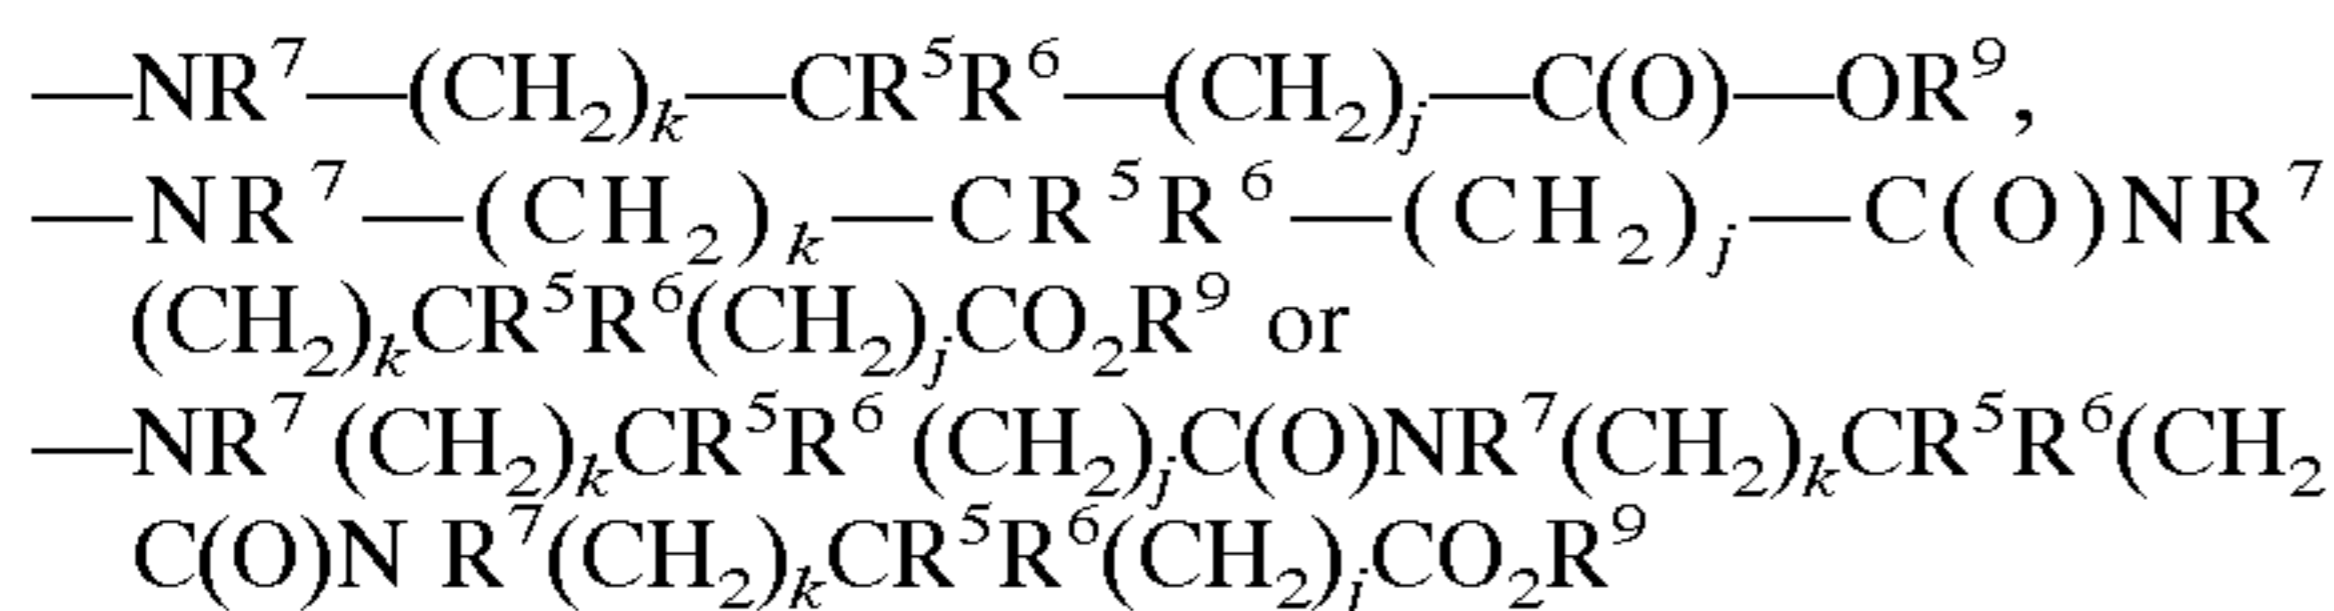 —NR⁷—(CH₂)ₖ—CR⁵R⁶—(CH₂)ⱼ—C(O)—OR⁹,
—NR⁷—(CH₂)ₖ—CR⁵R⁶—(CH₂)ⱼ—C(O)NR⁷
(CH₂)ₖCR⁵R⁶(CH₂)ⱼCO₂R⁹ or
—NR⁷ (CH₂)ₖCR⁵R⁶ (CH₂)ⱼC(O)NR⁷(CH₂)ₖCR⁵R⁶(CH₂
C(O)N R⁷(CH₂)ₖCR⁵R⁶(CH₂)ⱼCO₂R⁹